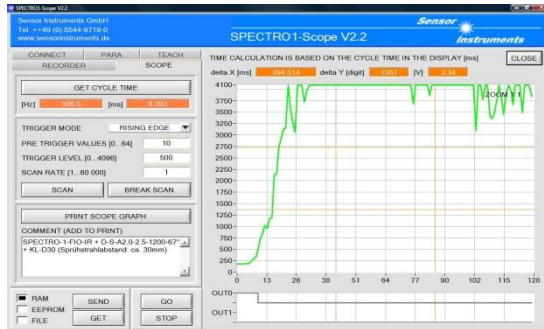 SPECTRO1-Scope V2.2
Sensor Instruments GmbH
Tel. ++49 (0) 8544-9719-0
www.sensorinstruments.de
SPECTRO1-Scope V2.2
Sensor
Instruments
CONNECT PARA TEACH
RECORDER SCOPE
GET CYCLE TIME
[Hz] 106.5 [ms] 9.393
TRIGGER MODE RISING EDGE
PRE TRIGGER VALUES [0..64] 10
TRIGGER LEVEL [0...4096] 500
SCAN RATE [1...60 000] 1
SCAN BREAK SCAN
PRINT SCOPE GRAPH
COMMENT (ADD TO PRINT)
SPECTRO-1-FIO-IR + D-S-A2.0-2.5-1200-67°
+ KL-D30 (Sprühstrahlabstand: ca. 30mm)
RAM
EEPROM
FILE
SEND GO
GET STOP
TIME CALCULATION IS BASED ON THE CYCLE TIME IN THE DISPLAY [ms]
CLOSE
delta X [ms] 394.514 delta Y [digit] 1367 [V] 3.34
ZOOM 1:1
4100
3750
3500
3250
3000
2750
2500
2250
2000
1750
1500
1250
1000
750
500
250
0
0 13 26 38 51 64 77 90 102 115 128
OUT0
OUT1